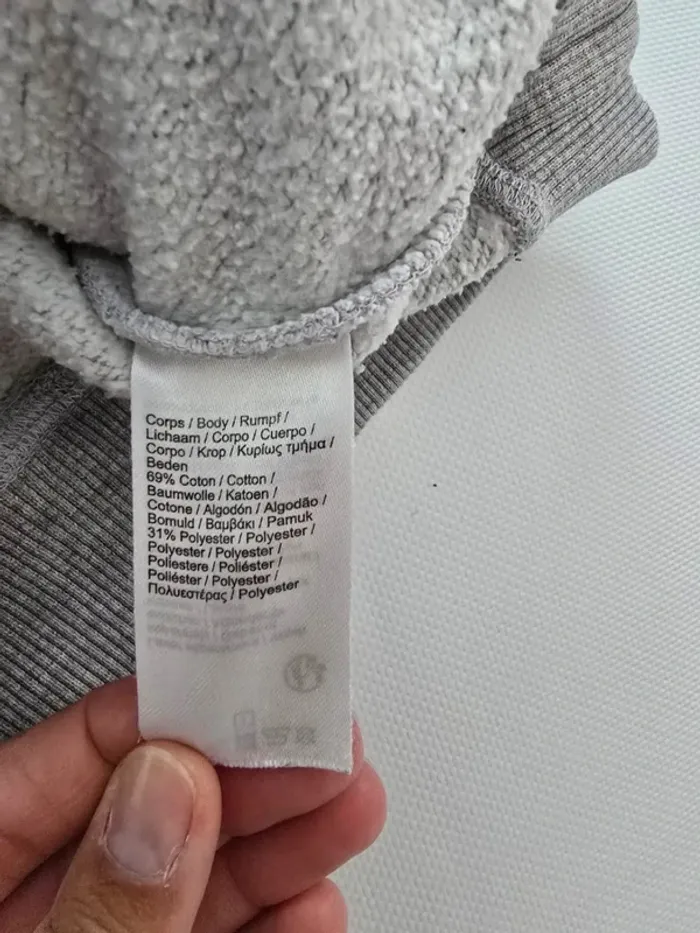 Corps / Body / Rumpf /
Lichaam / Corpo / Cuerpo /
Corpo / Krop / Κυρίως τμήμα /
Beden
69% Coton / Cotton /
Baumwolle / Katoen /
Cotone / Algodón / Algodão /
Bomuld / Βαμβάκι / Pamuk
31% Polyester / Polyester /
Polyester / Polyester /
Poliestere / Poliéster /
Poliéster / Polyester /
Πολυεστέρας / Polyester